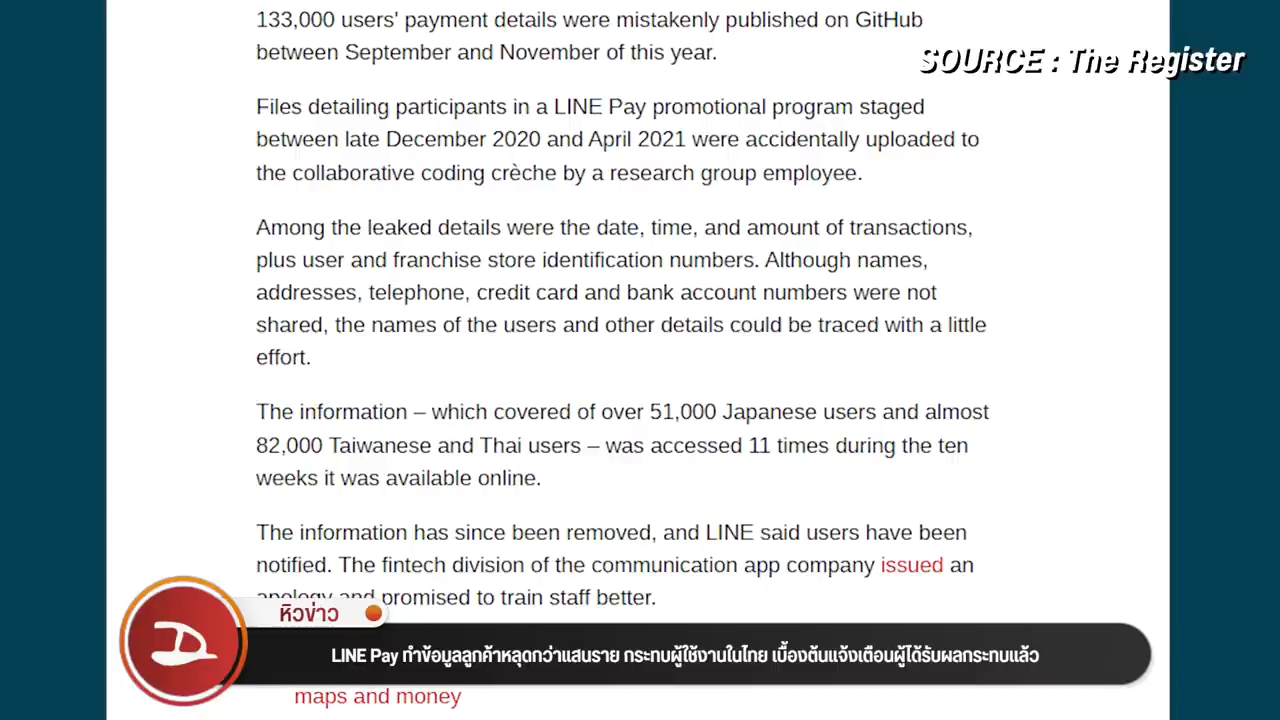 133,000 users' payment details were mistakenly published on GitHub
between September and November of this year.
SOURCE : The Register
Files detailing participants in a LINE Pay promotional program staged
between late December 2020 and April 2021 were accidentally uploaded to
the collaborative coding crèche by a research group employee.
Among the leaked details were the date, time, and amount of transactions,
plus user and franchise store identification numbers. Although names,
addresses, telephone, credit card and bank account numbers were not
shared, the names of the users and other details could be traced with a little
effort.
The information – which covered of over 51,000 Japanese users and almost
82,000 Taiwanese and Thai users – was accessed 11 times during the ten
weeks it was available online.
The information has since been removed, and LINE said users have been
notified. The fintech division of the communication app company issued an
apology and promised to train staff better.
หิวข่าว
LINE Pay ทำข้อมูลลูกค้าหลุดกว่าแสนราย กระทบผู้ใช้งานในไทย เบื้องต้นแจ้งเตือนผู้ได้รับผลกระทบแล้ว
maps and money